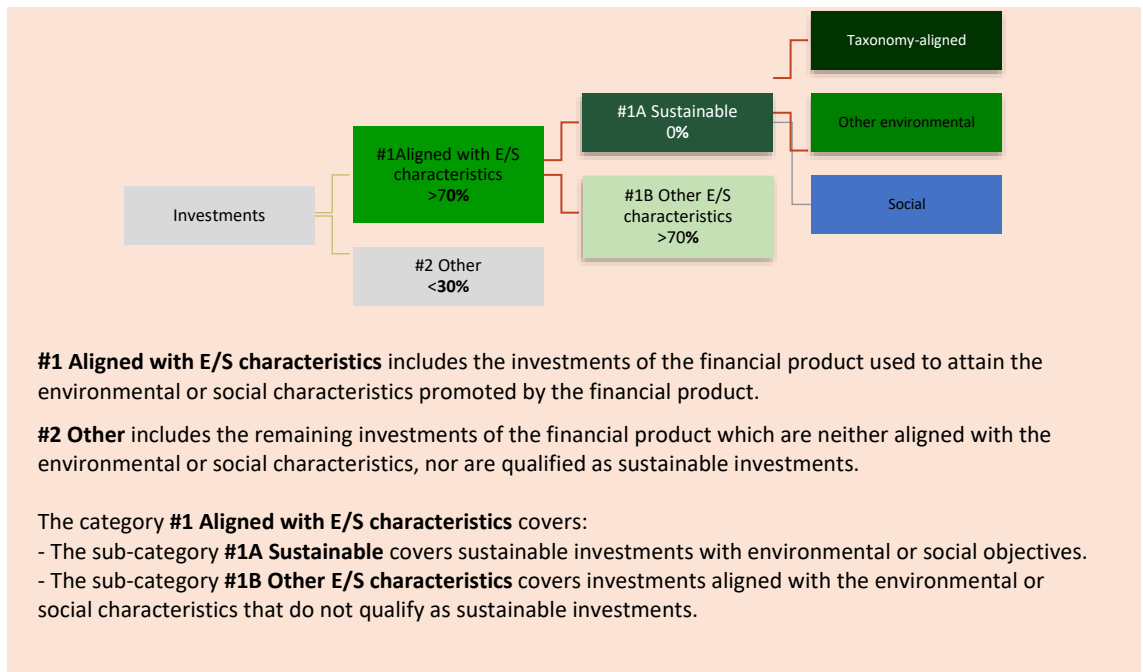 Investments
#1Aligned with E/S
characteristics
>70%
#2 Other
<30%
#1A Sustainable
0%
#1B Other E/S
characteristics
>70%
Taxonomy-aligned
Other environmental
Social
#1 Aligned with E/S characteristics includes the investments of the financial product used to attain the
environmental or social characteristics promoted by the financial product.
#2 Other includes the remaining investments of the financial product which are neither aligned with the
environmental or social characteristics, nor are qualified as sustainable investments.
The category #1 Aligned with E/S characteristics covers:
- The sub-category #1A Sustainable covers sustainable investments with environmental or social objectives.
- The sub-category #1B Other E/S characteristics covers investments aligned with the environmental or
social characteristics that do not qualify as sustainable investments.